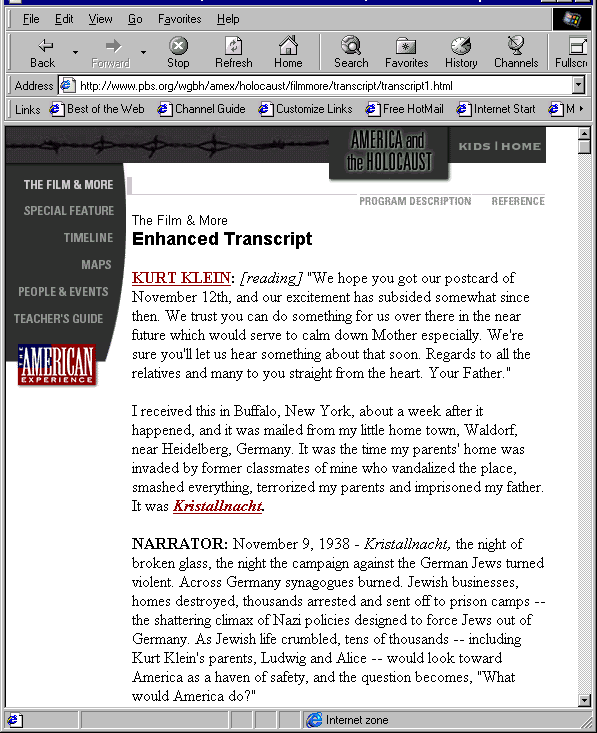 File Edit View Go Favorites Help
Back Forward Stop Refresh Home Search Favorites History Channels Fullscre
Address http://www.pbs.org/wgbh/amex/holocaust/filmmore/transcript/transcript1.html
Links Best of the Web Channel Guide Customize Links Free HotMail Internet Start M
AMERICA and
the HOLOCAUST
KIDS | HOME
THE FILM & MORE
SPECIAL FEATURE
TIMELINE
MAPS
PEOPLE & EVENTS
TEACHER'S GUIDE
THE AMERICAN
EXPERIENCE
PROGRAM DESCRIPTION REFERENCE
The Film & More
Enhanced Transcript
KURT KLEIN: [reading] "We hope you got our postcard of
November 12th, and our excitement has subsided somewhat since
then. We trust you can do something for us over there in the near
future which would serve to calm down Mother especially. We're
sure you'll let us hear something about that soon. Regards to all the
relatives and many to you straight from the heart. Your Father."
I received this in Buffalo, New York, about a week after it
happened, and it was mailed from my little home town, Waldorf,
near Heidelberg, Germany. It was the time my parents' home was
invaded by former classmates of mine who vandalized the place,
smashed everything, terrorized my parents and imprisoned my father.
It was Kristallnacht.
NARRATOR: November 9, 1938 - Kristallnacht, the night of
broken glass, the night the campaign against the German Jews turned
violent. Across Germany synagogues burned. Jewish businesses,
homes destroyed, thousands arrested and sent off to prison camps --
the shattering climax of Nazi policies designed to force Jews out of
Germany. As Jewish life crumbled, tens of thousands -- including
Kurt Klein's parents, Ludwig and Alice -- would look toward
America as a haven of safety, and the question becomes, "What
would America do?"
Internet zone